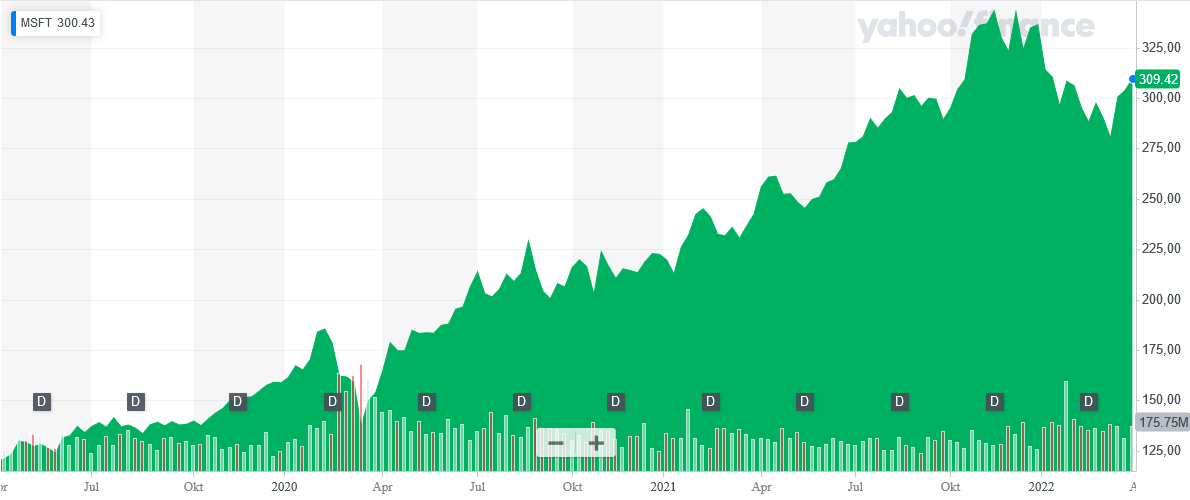 MSFT 300.43
yahoo!finance
325,00
309.42
300,00
275,00
250,00
225,00
200,00
175,00
150,00
175.75M
125,00
D D D D D D D D D D D D
Jul Okt 2020 Apr Jul Okt 2021 Apr Jul Okt 2022